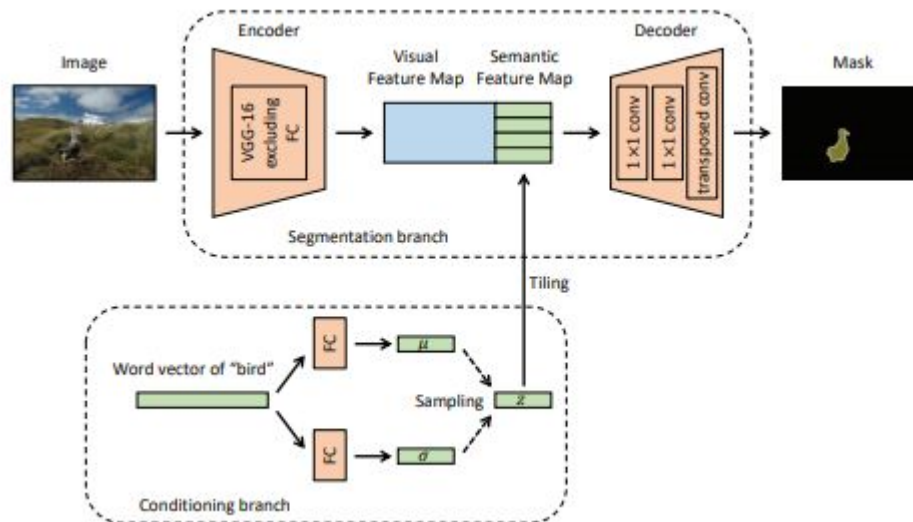 Encoder
Decoder
Image
Visual
Feature Map
Semantic
Feature Map
Mask
VGG-16
excluding
FC
1×1 conv
1×1 conv
transposed conv
Segmentation branch
Tiling
Word vector of “bird”
FC
μ
Sampling
z
FC
σ
Conditioning branch